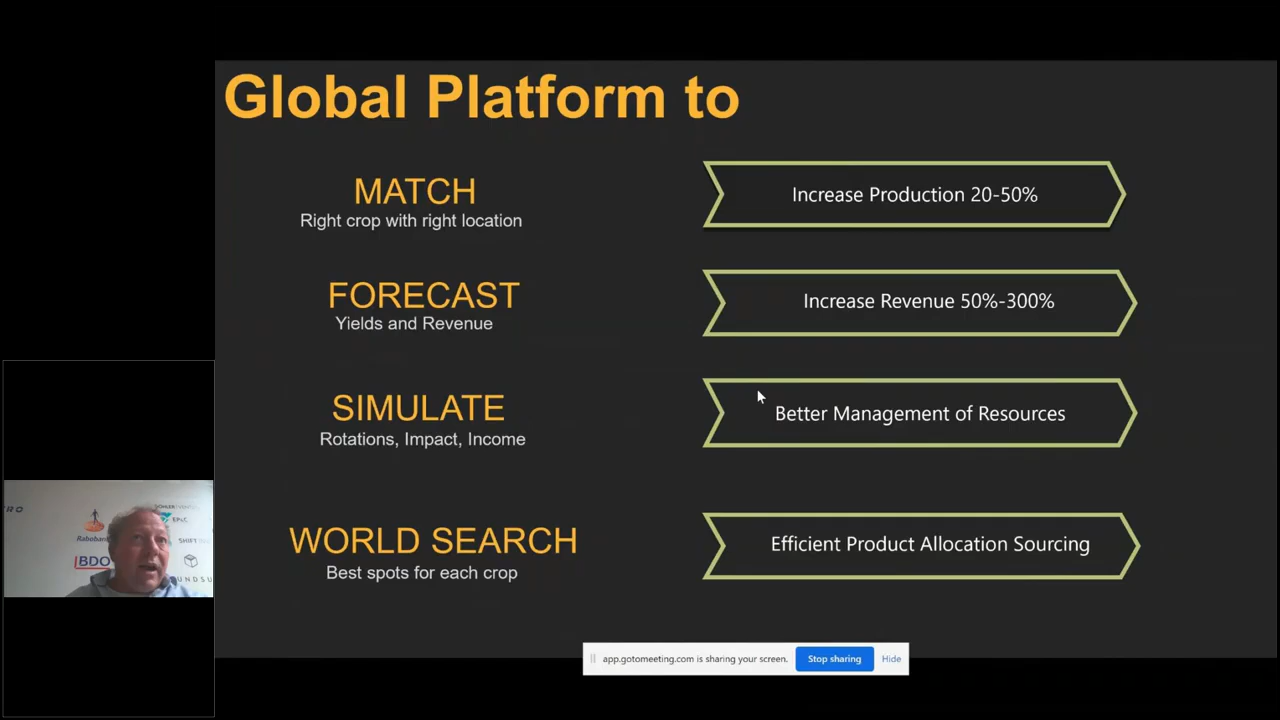 Global Platform to
MATCH
Right crop with right location
Increase Production 20-50%
FORECAST
Yields and Revenue
Increase Revenue 50%-300%
SIMULATE
Rotations, Impact, Income
Better Management of Resources
WORLD SEARCH
Best spots for each crop
Efficient Product Allocation Sourcing
app.gotomeeting.com is sharing your screen.
Stop sharing
Hide
Rabobank
BDO